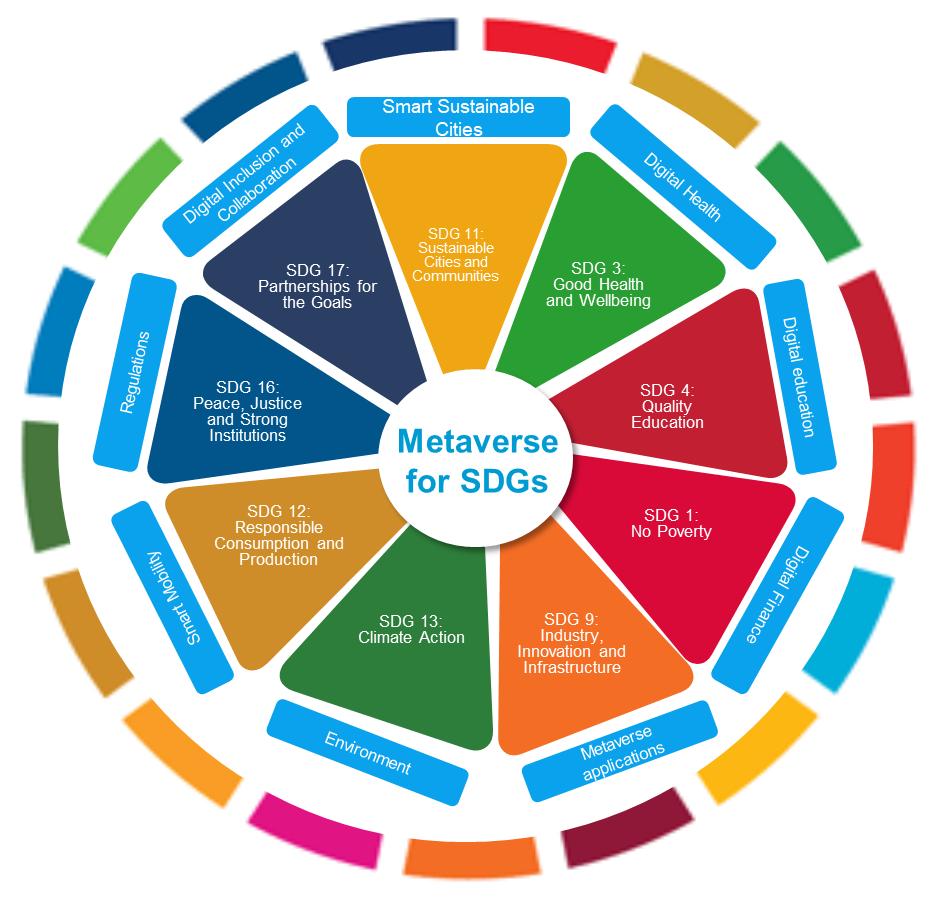 Smart Sustainable
Cities
Digital Health
Digital education
Digital Finance
Metaverse
applications
Environment
Smart Mobility
Regulations
Digital Inclusion and
Collaboration
SDG 11:
Sustainable
Cities and
Communities
SDG 3:
Good Health
and Wellbeing
SDG 4:
Quality
Education
SDG 1:
No Poverty
SDG 9:
Industry,
Innovation and
Infrastructure
SDG 13:
Climate Action
SDG 12:
Responsible
Consumption and
Production
SDG 16:
Peace, Justice
and Strong
Institutions
SDG 17:
Partnerships for
the Goals
Metaverse
for SDGs